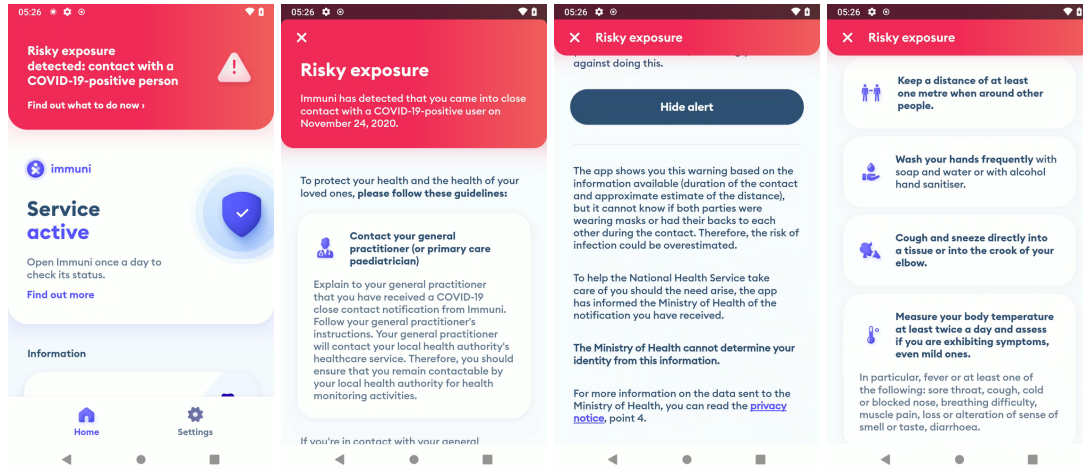 05:26
Risky exposure
detected: contact with a
COVID-19-positive person
Find out what to do now ›
immuni
Service
active
Open Immuni once a day to
check its status.
Find out more
Information
Home
Settings
05:26
Risky exposure
Immuni has detected that you came into close
contact with a COVID-19-positive user on
November 24, 2020.
To protect your health and the health of your
loved ones, please follow these guidelines:
Contact your general
practitioner (or primary care
paediatrician)
Explain to your general practitioner
that you have received a COVID-19
close contact notification from Immuni.
Follow your general practitioner's
instructions. Your general practitioner
will contact your local health authority's
healthcare service. Therefore, you should
ensure that you remain contactable by
your local health authority for health
monitoring activities.
If you're in contact with your general
05:26
Risky exposure
against doing this.
Hide alert
The app shows you this warning based on the
information available (duration of the contact
and approximate estimate of the distance),
but it cannot know if both parties were
wearing masks or had their backs to each
other during the contact. Therefore, the risk of
infection could be overestimated.
To help the National Health Service take
care of you should the need arise, the app
has informed the Ministry of Health of the
notification you have received.
The Ministry of Health cannot determine your
identity from this information.
For more information on the data sent to the
Ministry of Health, you can read the privacy
notice, point 4.
05:26
Risky exposure
Keep a distance of at least
one metre when around other
people.
Wash your hands frequently with
soap and water or with alcohol
hand sanitiser.
Cough and sneeze directly into
a tissue or into the crook of your
elbow.
Measure your body temperature
at least twice a day and assess
if you are exhibiting symptoms,
even mild ones.
In particular, fever or at least one of
the following: sore throat, cough, cold
or blocked nose, breathing difficulty,
muscle pain, loss or alteration of sense of
smell or taste, diarrhoea.